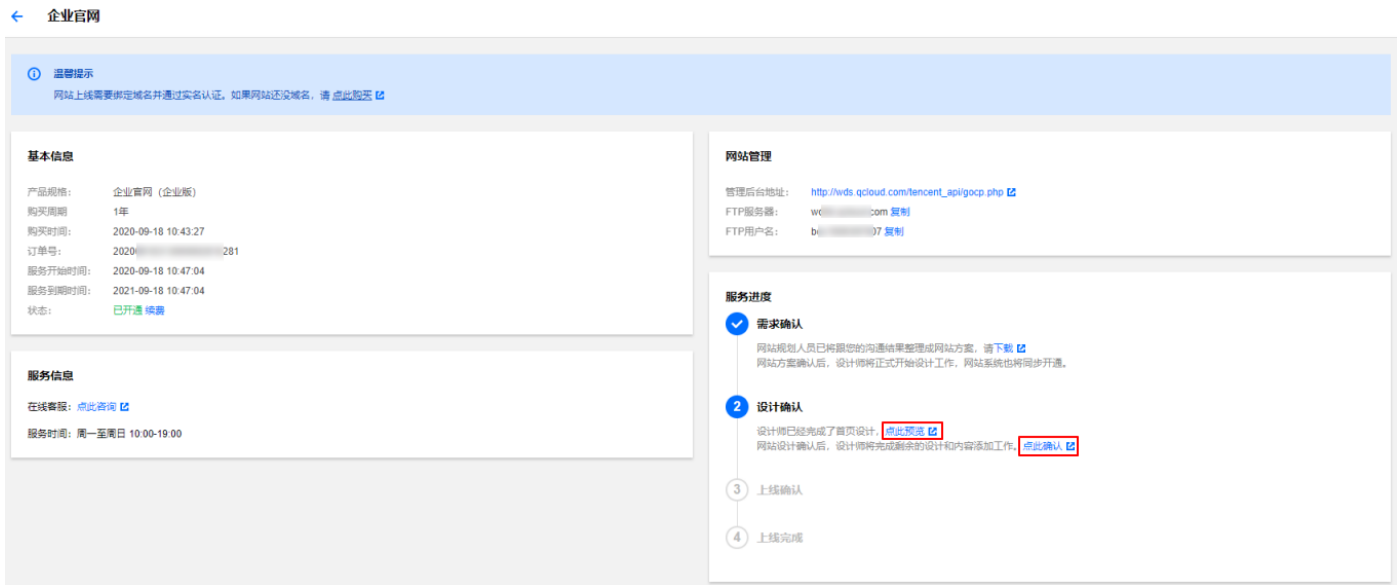 企业官网
温馨提示
网站上线需要绑定域名并通过实名认证。如果网站还没域名，请 点此购买
基本信息
产品规格： 企业官网（企业版）
购买周期 1年
购买时间： 2020-09-18 10:43:27
订单号： 2020 281
服务开始时间： 2020-09-18 10:47:04
服务到期时间： 2021-09-18 10:47:04
状态： 已开通 续费
服务信息
在线客服：点此咨询
服务时间：周一至周日 10:00-19:00
网站管理
管理后台地址： http://wds.qcloud.com/tencent_api/gocp.php
FTP服务器： com 复制
FTP用户名： 07 复制
服务进度
需求确认
网站规划人员已将跟您的沟通结果整理成网站方案，请下载
网站方案确认后，设计师将正式开始设计工作，网站系统也将同步开通。
2 设计确认
设计师已经完成了首页设计，点此预览
网站设计确认后，设计师将完成剩余的设计和内容添加工作。点此确认
3 上线确认
4 上线完成